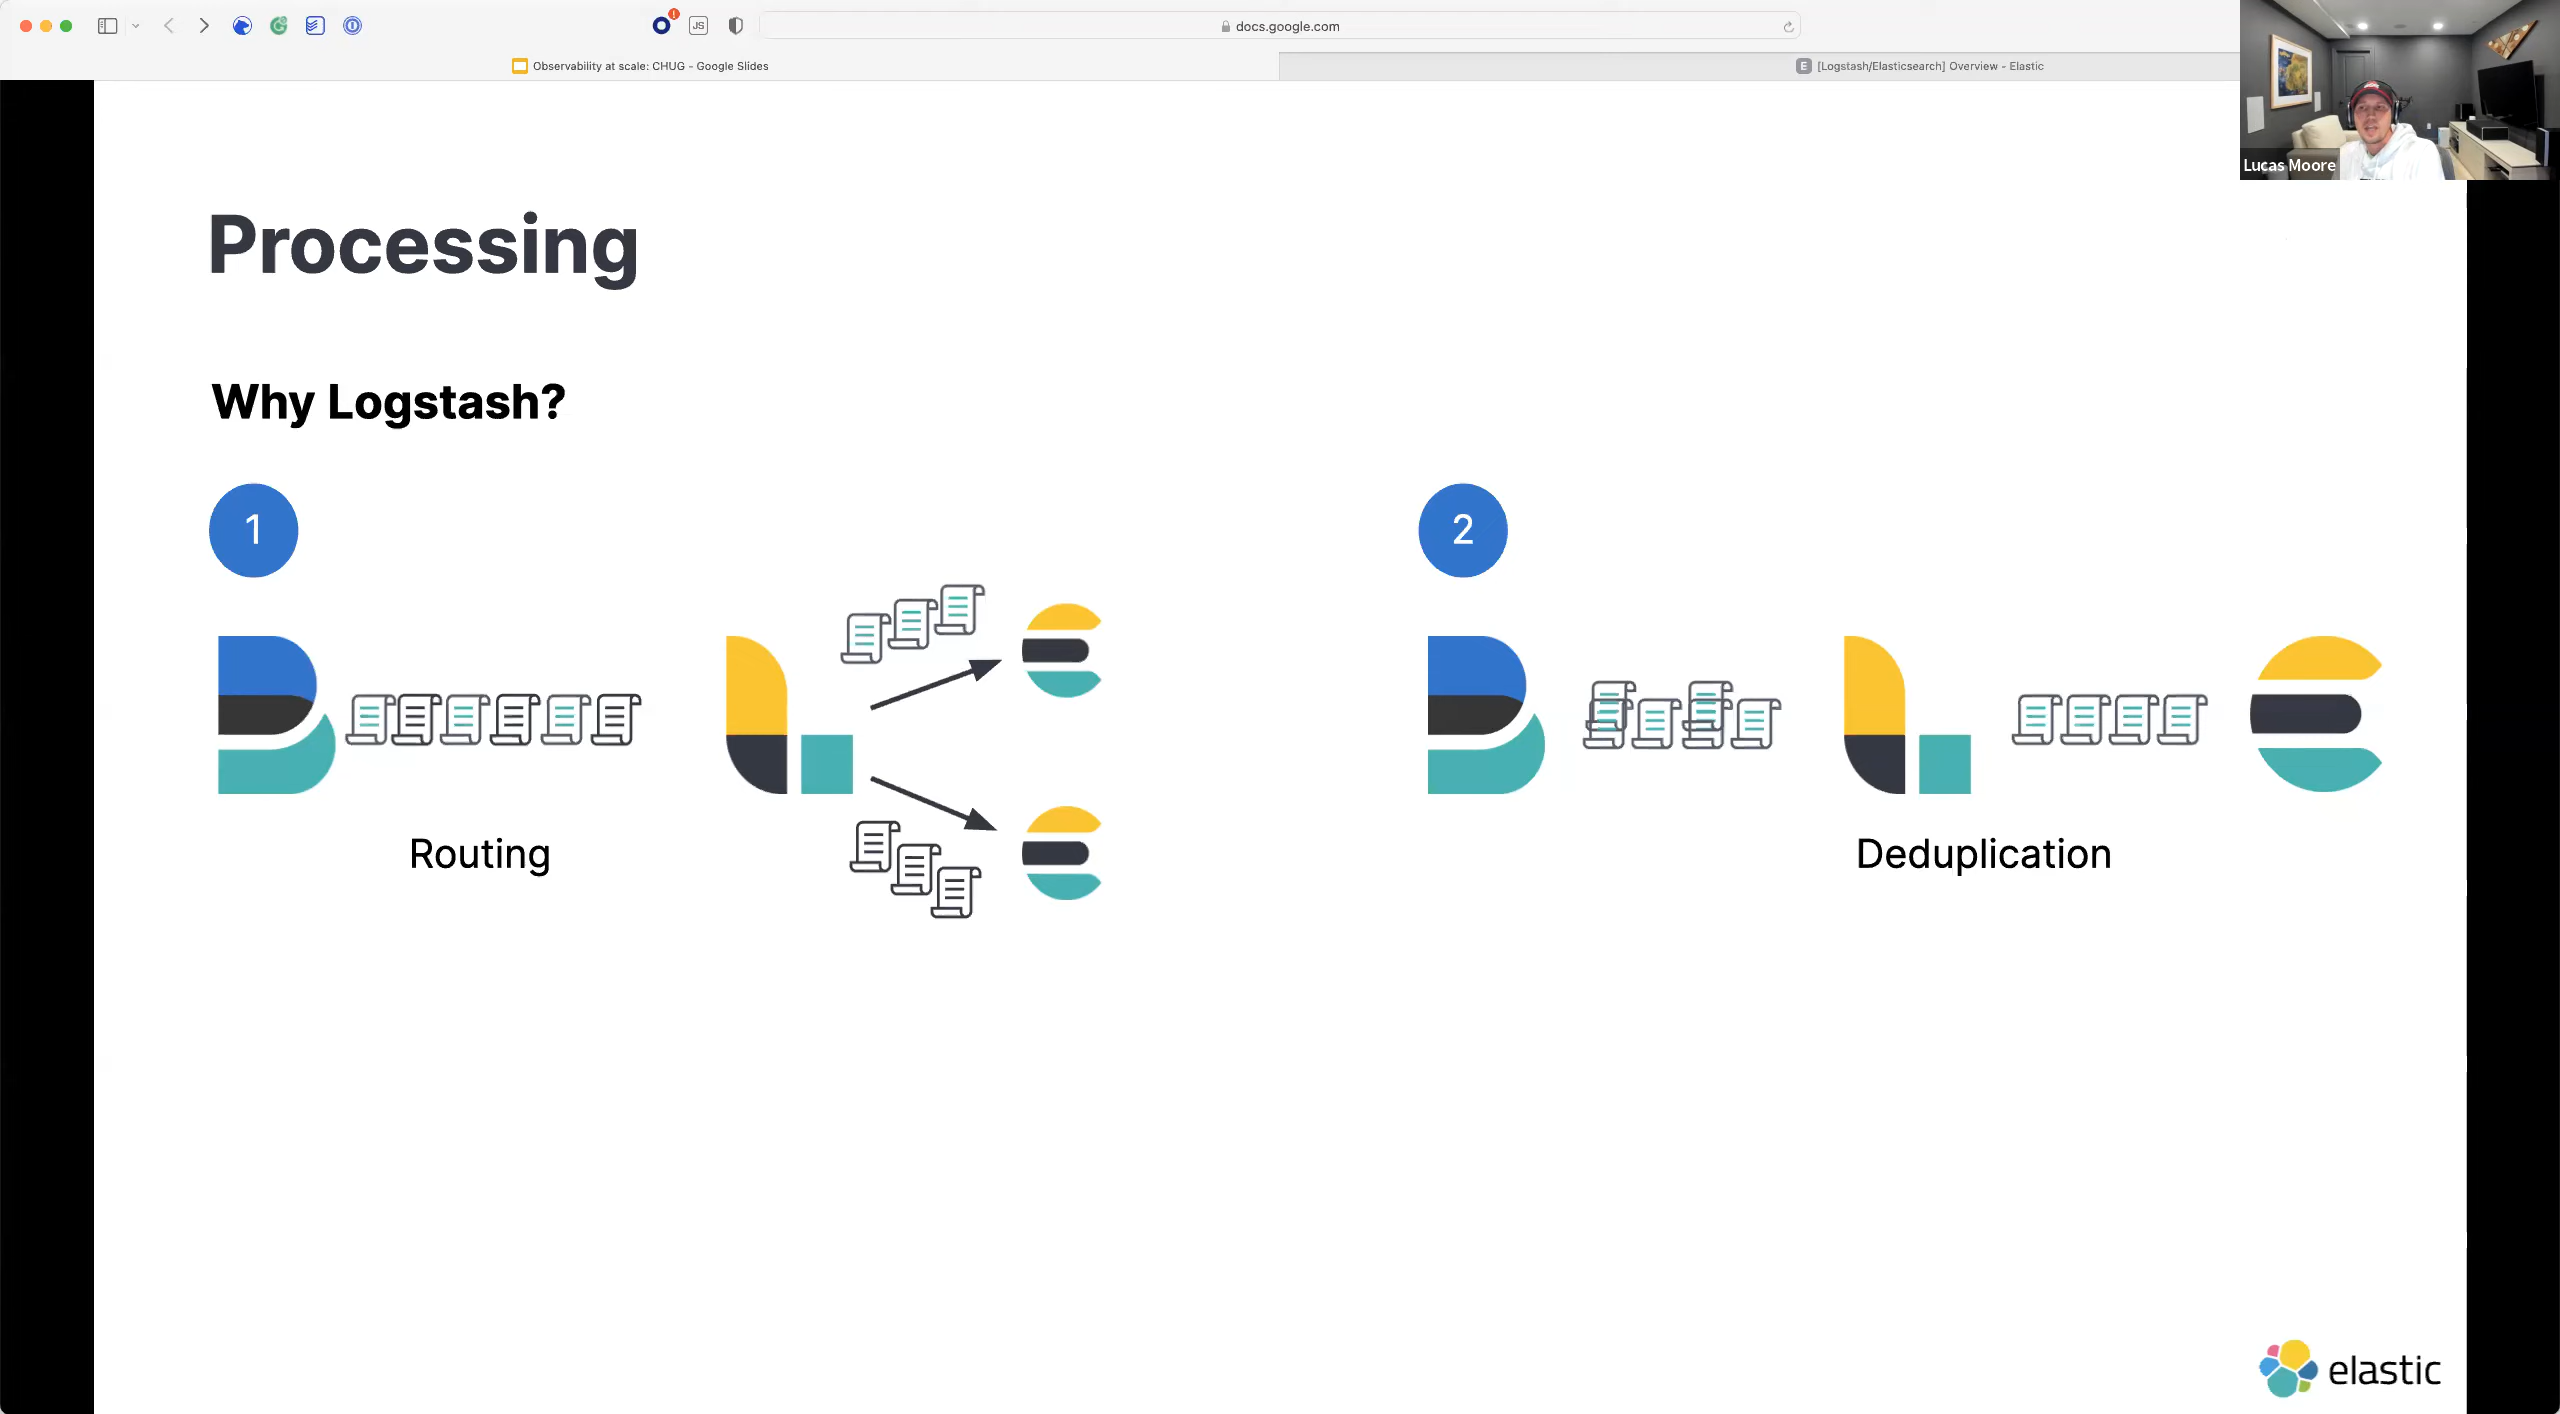 docs.google.com
Observability at scale: CHUG - Google Slides
[Logstash/Elasticsearch] Overview - Elastic
Lucas Moore
Processing
Why Logstash?
1
2
Routing
Deduplication
elastic
JS
E
!